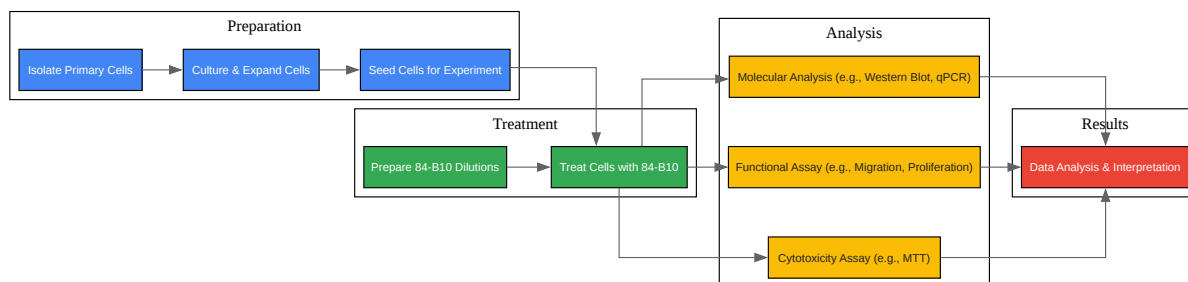 Preparation
Isolate Primary Cells
Culture & Expand Cells
Seed Cells for Experiment
Treatment
Prepare 84-B10 Dilutions
Treat Cells with 84-B10
Analysis
Molecular Analysis (e.g., Western Blot, qPCR)
Functional Assay (e.g., Migration, Proliferation)
Cytotoxicity Assay (e.g., MTT)
Results
Data Analysis & Interpretation